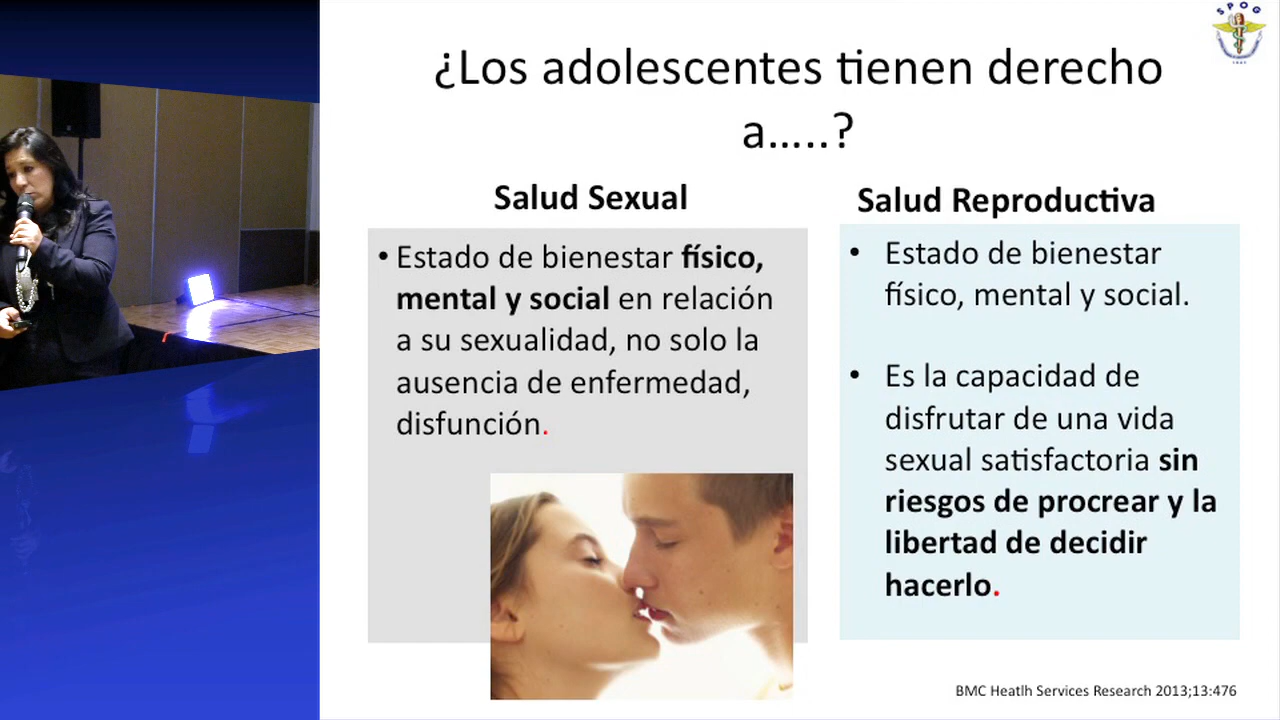 SPOG
¿Los adolescentes tienen derecho
a.....?
Salud Sexual
• Estado de bienestar físico,
mental y social en relación
a su sexualidad, no solo la
ausencia de enfermedad,
disfunción.
Salud Reproductiva
• Estado de bienestar
físico, mental y social.
• Es la capacidad de
disfrutar de una vida
sexual satisfactoria sin
riesgos de procrear y la
libertad de decidir
hacerlo.
BMC Heatlh Services Research 2013;13:476